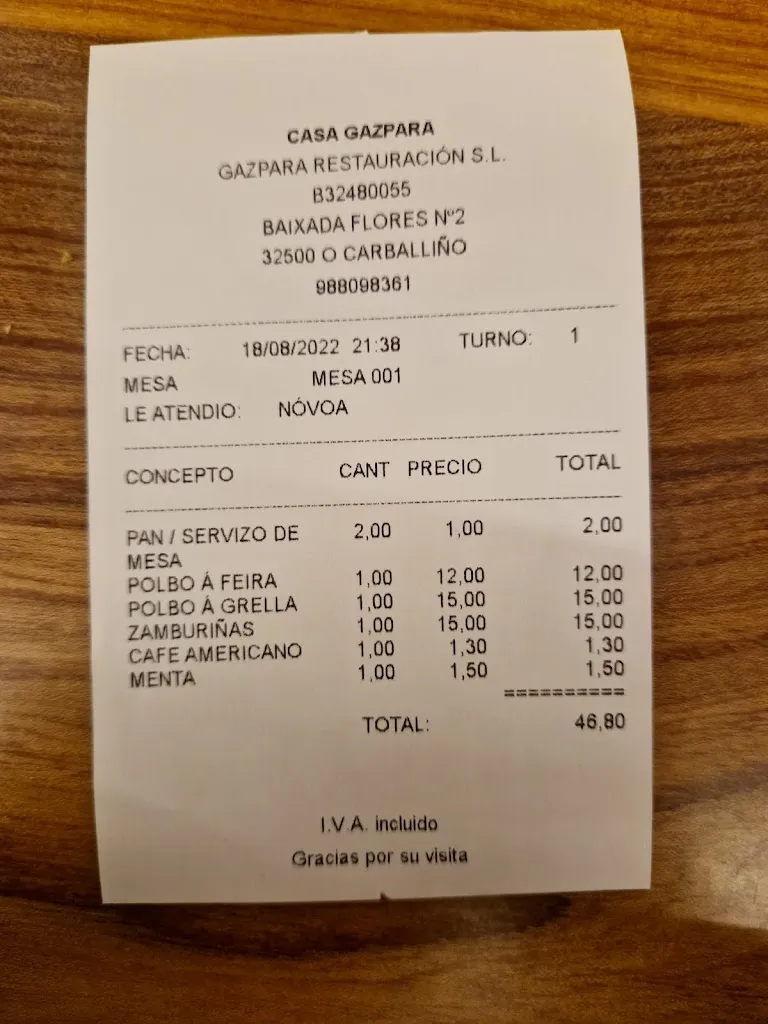 CASA GAZPARA
GAZPARA RESTAURACIÓN S.L.
B32480055
BAIXADA FLORES Nº2
32500 O CARBALLIÑO
988098361
FECHA: 18/08/2022 21:38 TURNO: 1
MESA MESA 001
LE ATENDIO: NÓVOA
CONCEPTO CANT PRECIO TOTAL
PAN / SERVIZO DE 2,00 1,00 2,00
MESA
POLBO Á FEIRA 1,00 12,00 12,00
POLBO Á GRELLA 1,00 15,00 15,00
ZAMBURIÑAS 1,00 15,00 15,00
CAFE AMERICANO 1,00 1,30 1,30
MENTA 1,00 1,50 1,50
==========
TOTAL: 46,80
I.V.A. incluido
Gracias por su visita